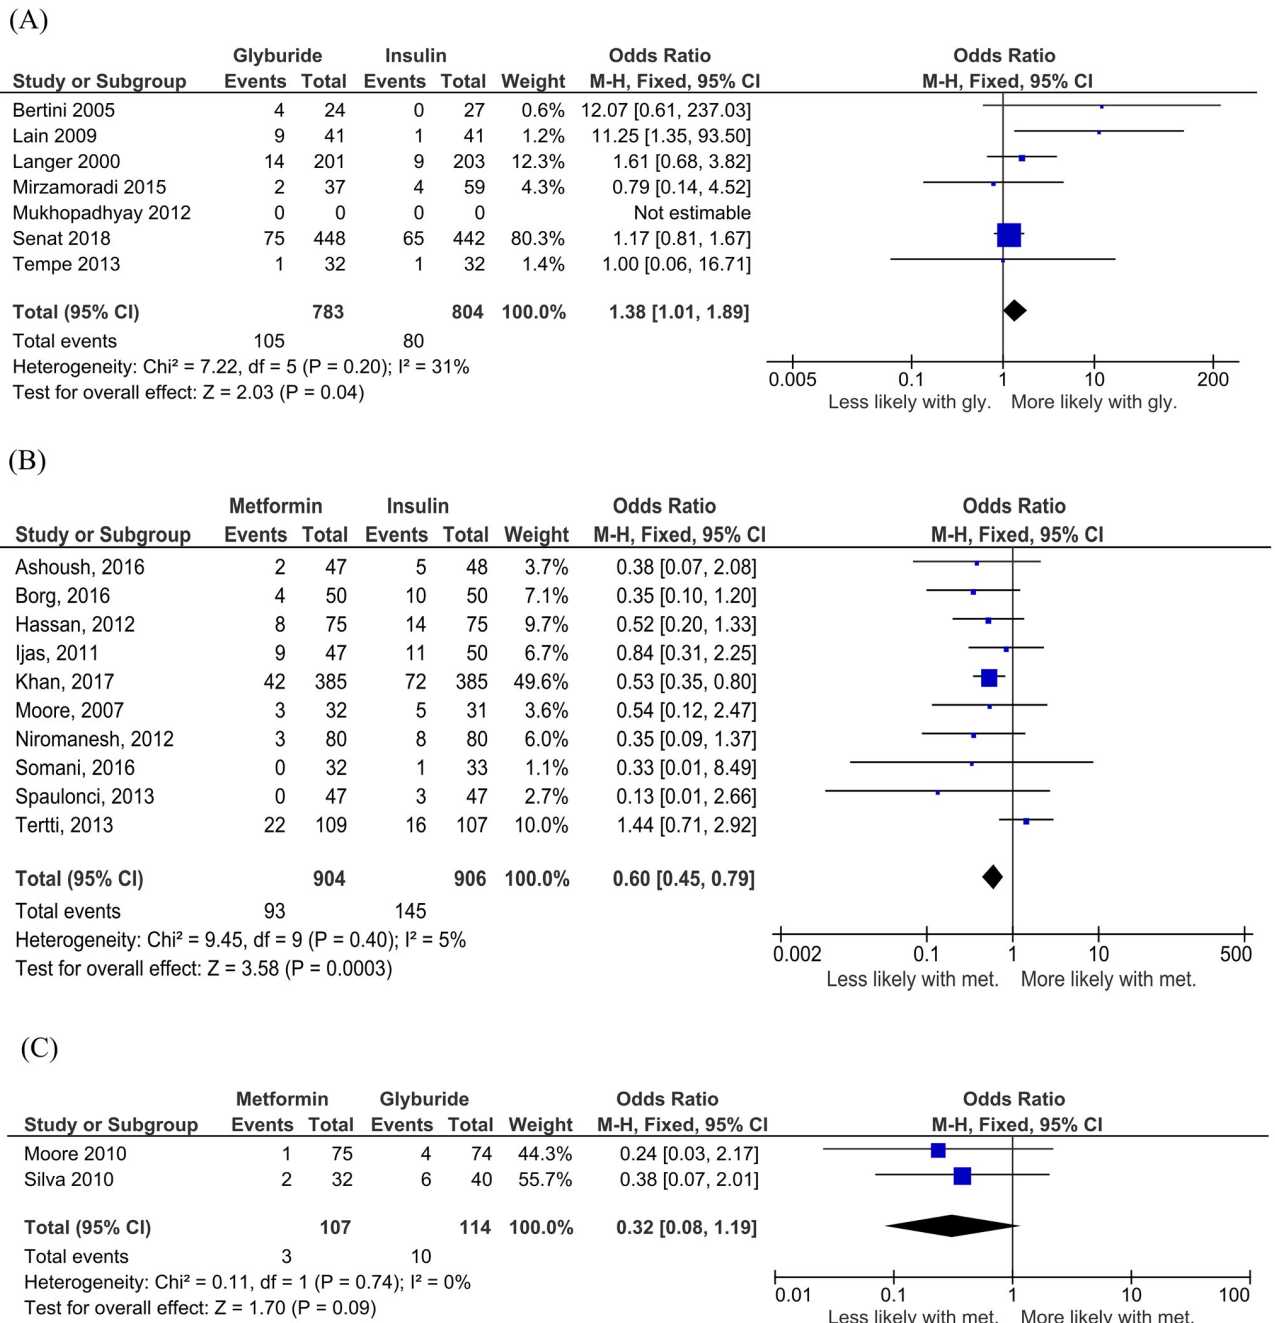 (A)
Glyburide Insulin Odds Ratio Odds Ratio
Study or Subgroup Events Total Events Total Weight M-H, Fixed, 95% CI M-H, Fixed, 95% CI
Bertini 2005 4 24 0 27 0.6% 12.07 [0.61, 237.03]
Lain 2009 9 41 1 41 1.2% 11.25 [1.35, 93.50]
Langer 2000 14 201 9 203 12.3% 1.61 [0.68, 3.82]
Mirzamoradi 2015 2 37 4 59 4.3% 0.79 [0.14, 4.52]
Mukhopadhyay 2012 0 0 0 0 Not estimable
Senat 2018 75 448 65 442 80.3% 1.17 [0.81, 1.67]
Tempe 2013 1 32 1 32 1.4% 1.00 [0.06, 16.71]
Total (95% CI) 783 804 100.0% 1.38 [1.01, 1.89]
Total events 105 80
Heterogeneity: Chi² = 7.22, df = 5 (P = 0.20); I² = 31%
Test for overall effect: Z = 2.03 (P = 0.04)
0.005 0.1 1 10 200
Less likely with gly. More likely with gly.
(B)
Metformin Insulin Odds Ratio Odds Ratio
Study or Subgroup Events Total Events Total Weight M-H, Fixed, 95% CI M-H, Fixed, 95% CI
Ashoush, 2016 2 47 5 48 3.7% 0.38 [0.07, 2.08]
Borg, 2016 4 50 10 50 7.1% 0.35 [0.10, 1.20]
Hassan, 2012 8 75 14 75 9.7% 0.52 [0.20, 1.33]
Ijas, 2011 9 47 11 50 6.7% 0.84 [0.31, 2.25]
Khan, 2017 42 385 72 385 49.6% 0.53 [0.35, 0.80]
Moore, 2007 3 32 5 31 3.6% 0.54 [0.12, 2.47]
Niromanesh, 2012 3 80 8 80 6.0% 0.35 [0.09, 1.37]
Somani, 2016 0 32 1 33 1.1% 0.33 [0.01, 8.49]
Spaulonci, 2013 0 47 3 47 2.7% 0.13 [0.01, 2.66]
Tertti, 2013 22 109 16 107 10.0% 1.44 [0.71, 2.92]
Total (95% CI) 904 906 100.0% 0.60 [0.45, 0.79]
Total events 93 145
Heterogeneity: Chi² = 9.45, df = 9 (P = 0.40); I² = 5%
Test for overall effect: Z = 3.58 (P = 0.0003)
0.002 0.1 1 10 500
Less likely with met. More likely with met.
(C)
Metformin Glyburide Odds Ratio Odds Ratio
Study or Subgroup Events Total Events Total Weight M-H, Fixed, 95% CI M-H, Fixed, 95% CI
Moore 2010 1 75 4 74 44.3% 0.24 [0.03, 2.17]
Silva 2010 2 32 6 40 55.7% 0.38 [0.07, 2.01]
Total (95% CI) 107 114 100.0% 0.32 [0.08, 1.19]
Total events 3 10
Heterogeneity: Chi² = 0.11, df = 1 (P = 0.74); I² = 0%
Test for overall effect: Z = 1.70 (P = 0.09)
0.01 0.1 1 10 100
Less likely with met. More likely with met.